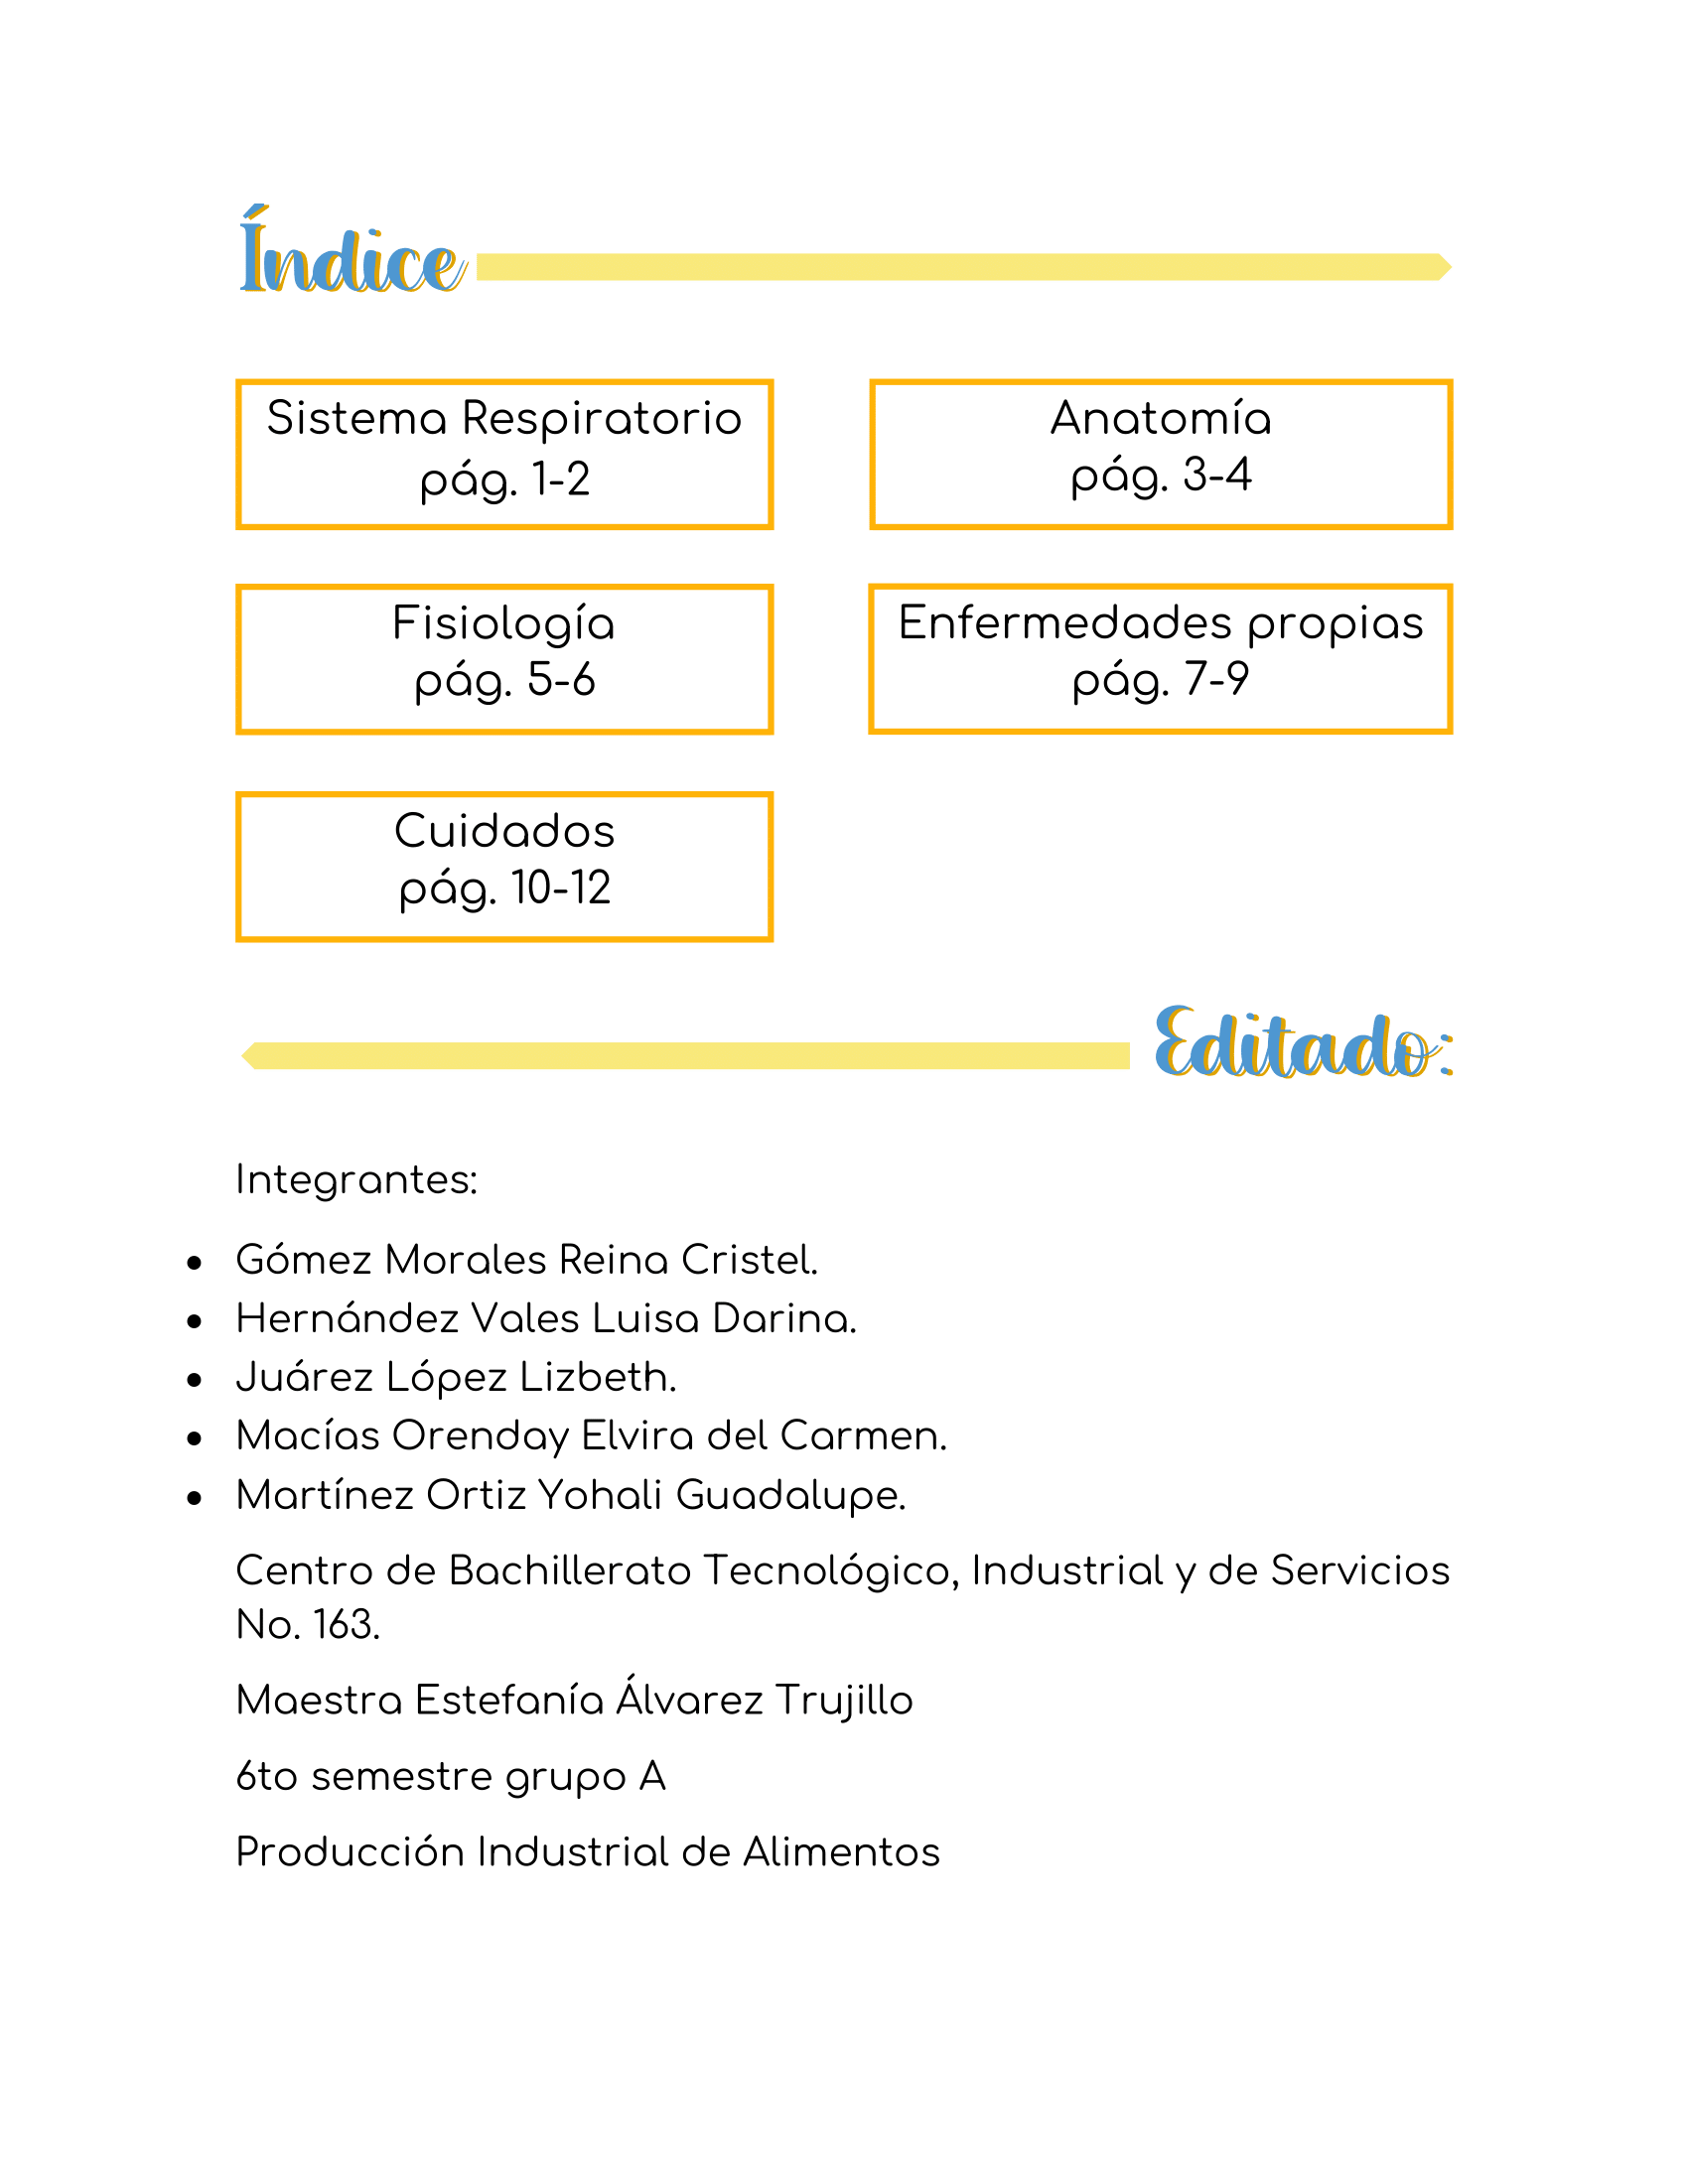 Índice
Sistema Respiratorio
pág. 1-2
Anatomía
pág. 3-4
Fisiología
pág. 5-6
Enfermedades propias
pág. 7-9
Cuidados
pág. 10-12
Editado:
Integrantes:
• Gómez Morales Reina Cristel.
• Hernández Vales Luisa Darina.
• Juárez López Lizbeth.
• Macías Orenday Elvira del Carmen.
• Martínez Ortiz Yohali Guadalupe.
Centro de Bachillerato Tecnológico, Industrial y de Servicios
No. 163.
Maestra Estefanía Álvarez Trujillo
6to semestre grupo A
Producción Industrial de Alimentos